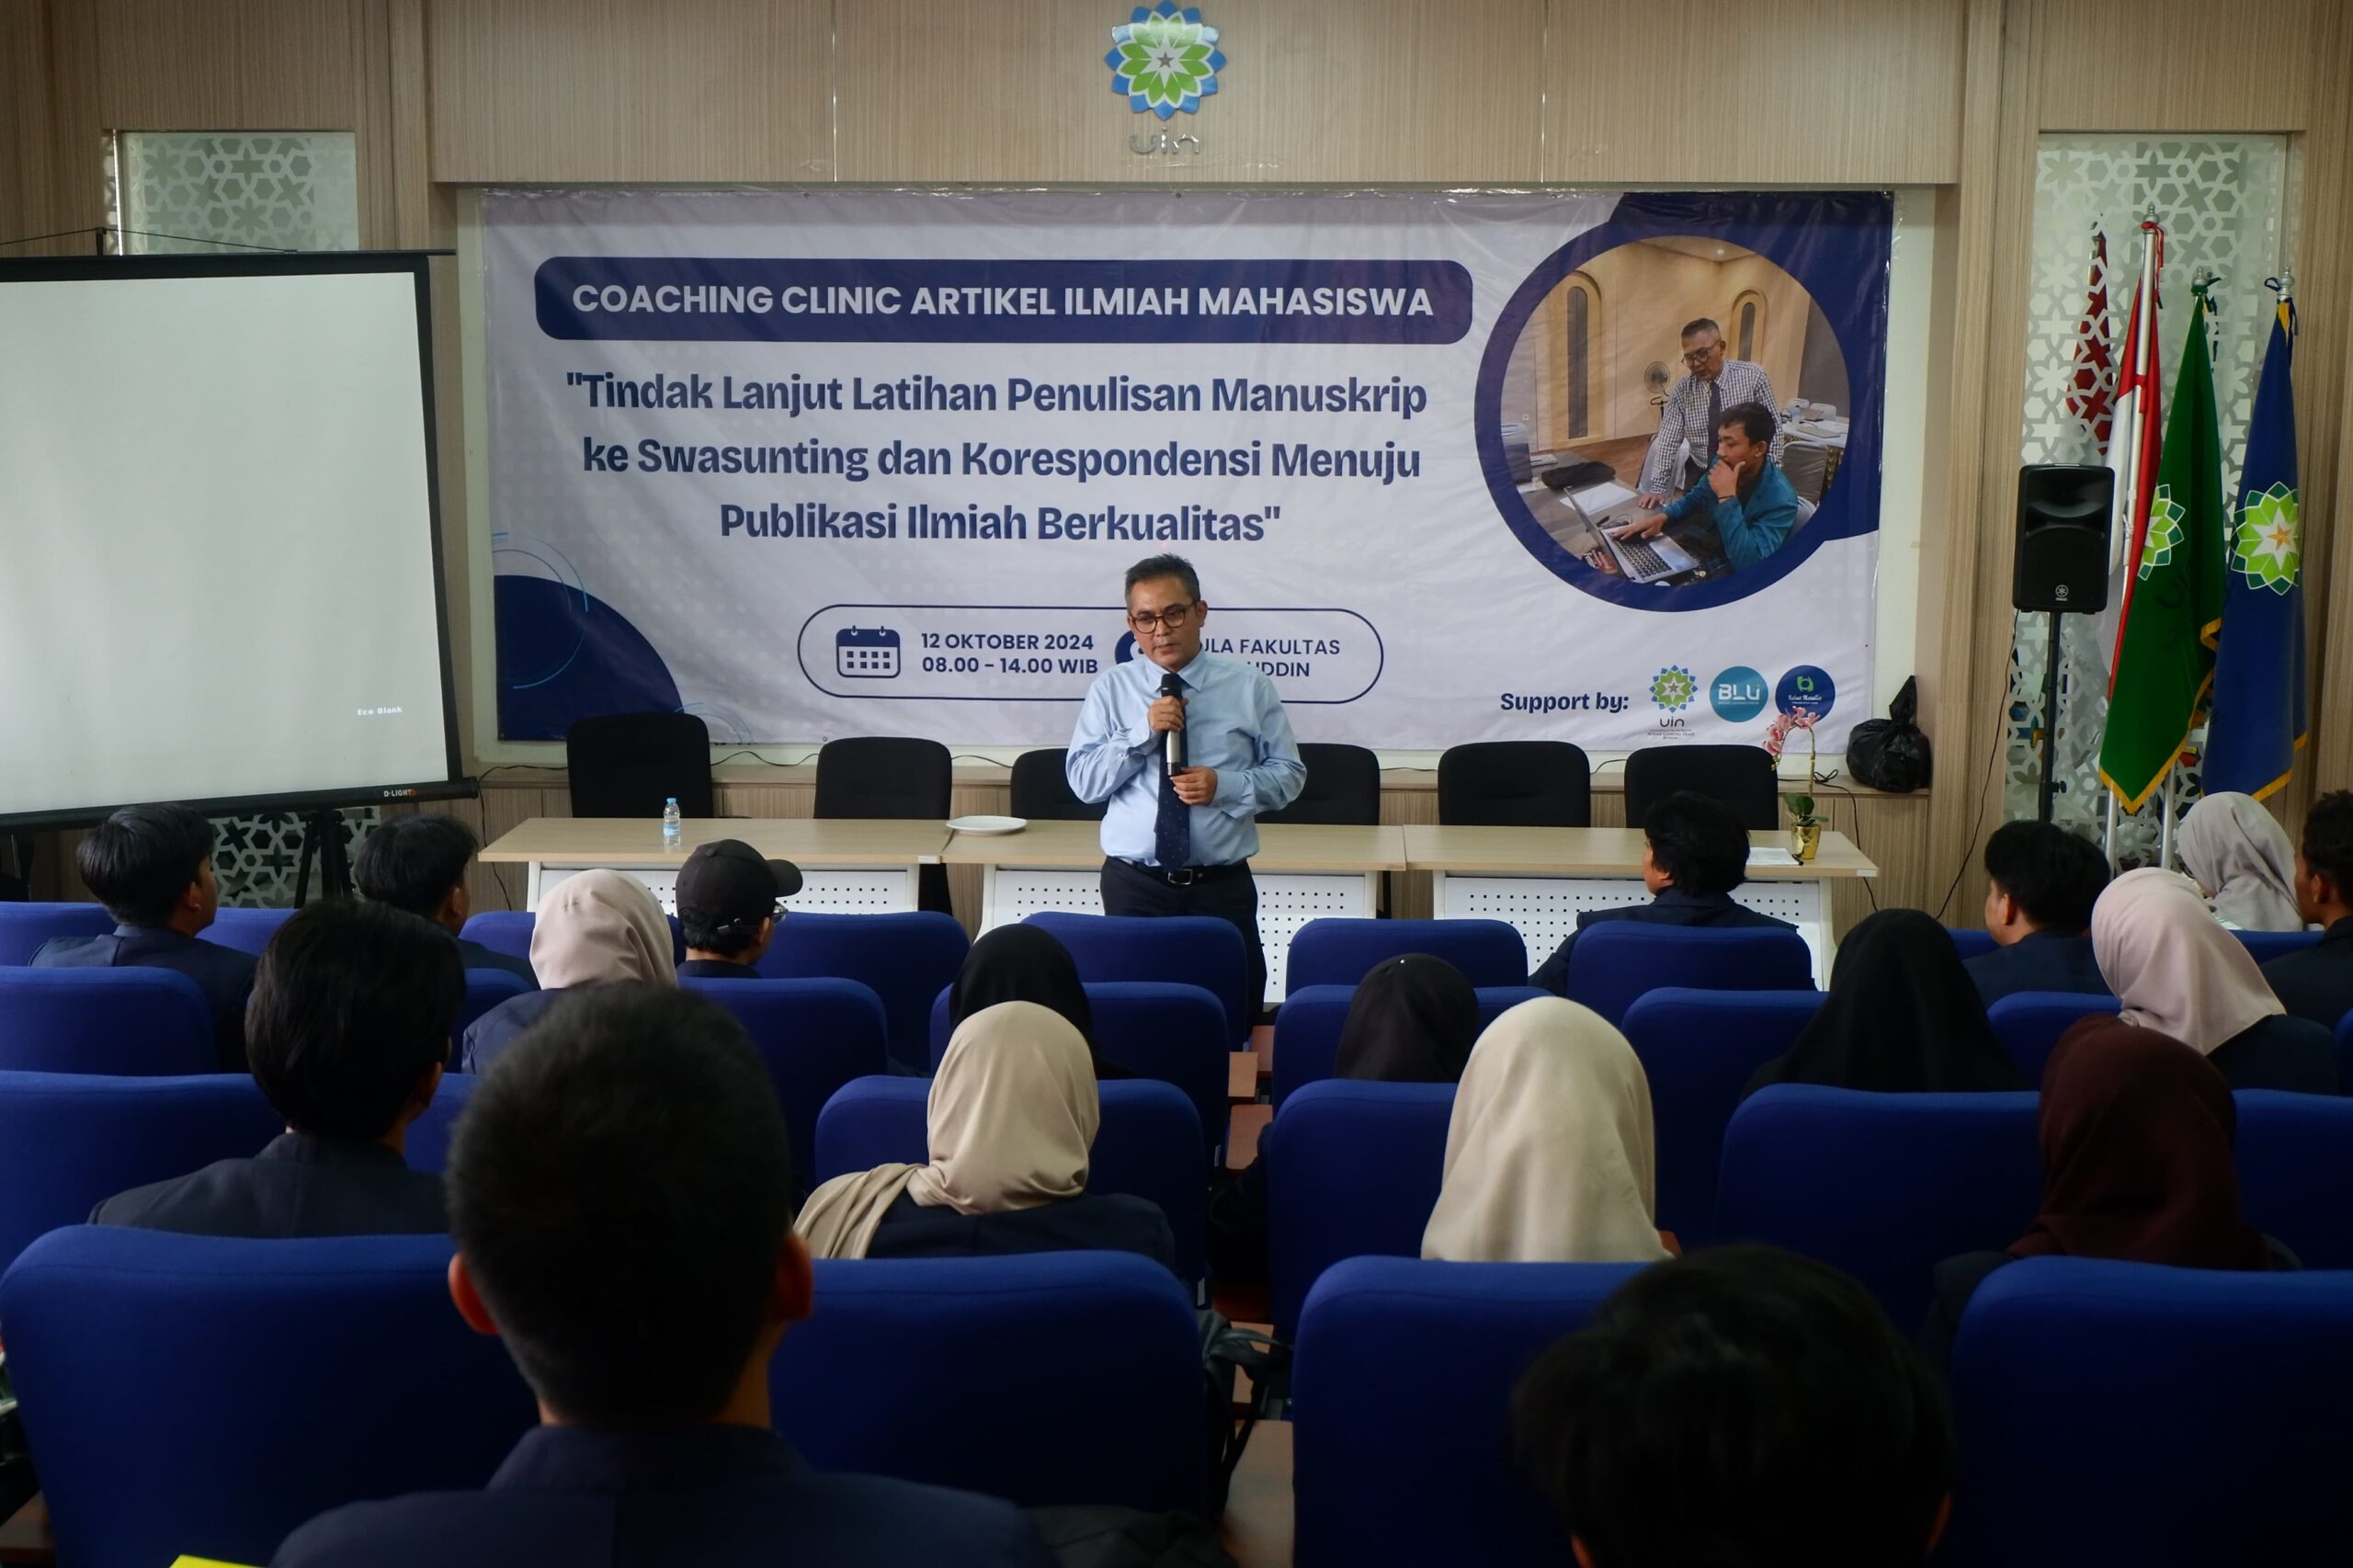 uin
COACHING CLINIC ARTIKEL ILMIAH MAHASISWA
"Tindak Lanjut Latihan Penulisan Manuskrip
ke Swasunting dan Korespondensi Menuju
Publikasi Ilmiah Berkualitas"
12 OKTOBER 2024
08.00 - 14.00 WIB
ULA FAKULTAS
UDDIN
Support by:
uin
BLU
Eco Blank
D-LIGHT